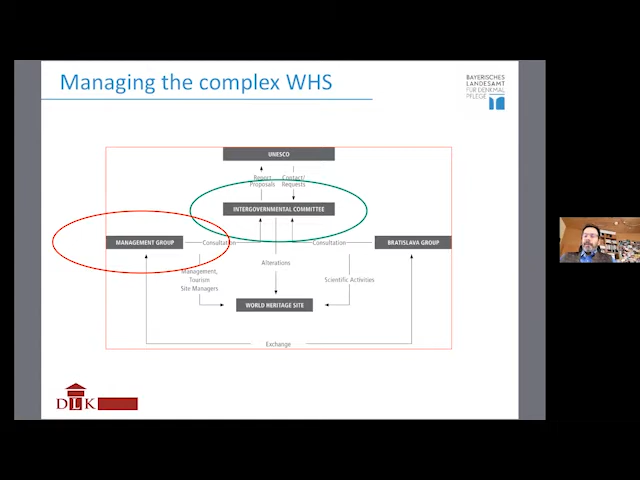 Managing the complex WHS
BAYERISCHES
LANDESAMT
FÜR DENKMAL
PFLEGE
UNESCO
Report
Proposals
Contact/
Requests
INTERGOVERNMENTAL COMMITTEE
MANAGEMENT GROUP
Consultation
Consultation
BRATISLAVA GROUP
Alterations
Management,
Tourism
Site Managers
Scientific Activities
WORLD HERITAGE SITE
Exchange
DLK